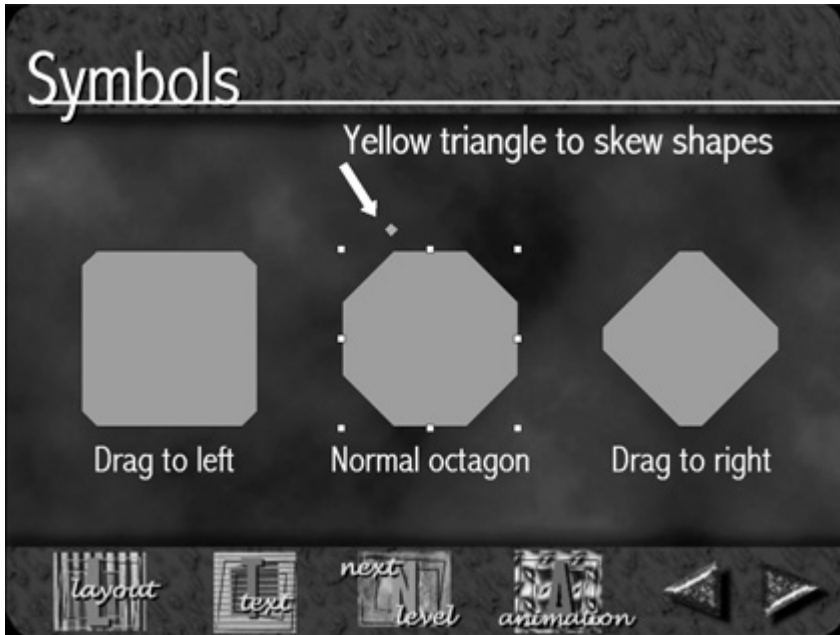 Symbols
Yellow triangle to skew shapes
Drag to left
Normal octagon
Drag to right
L
layout
T
text
next
N
level
A
animation